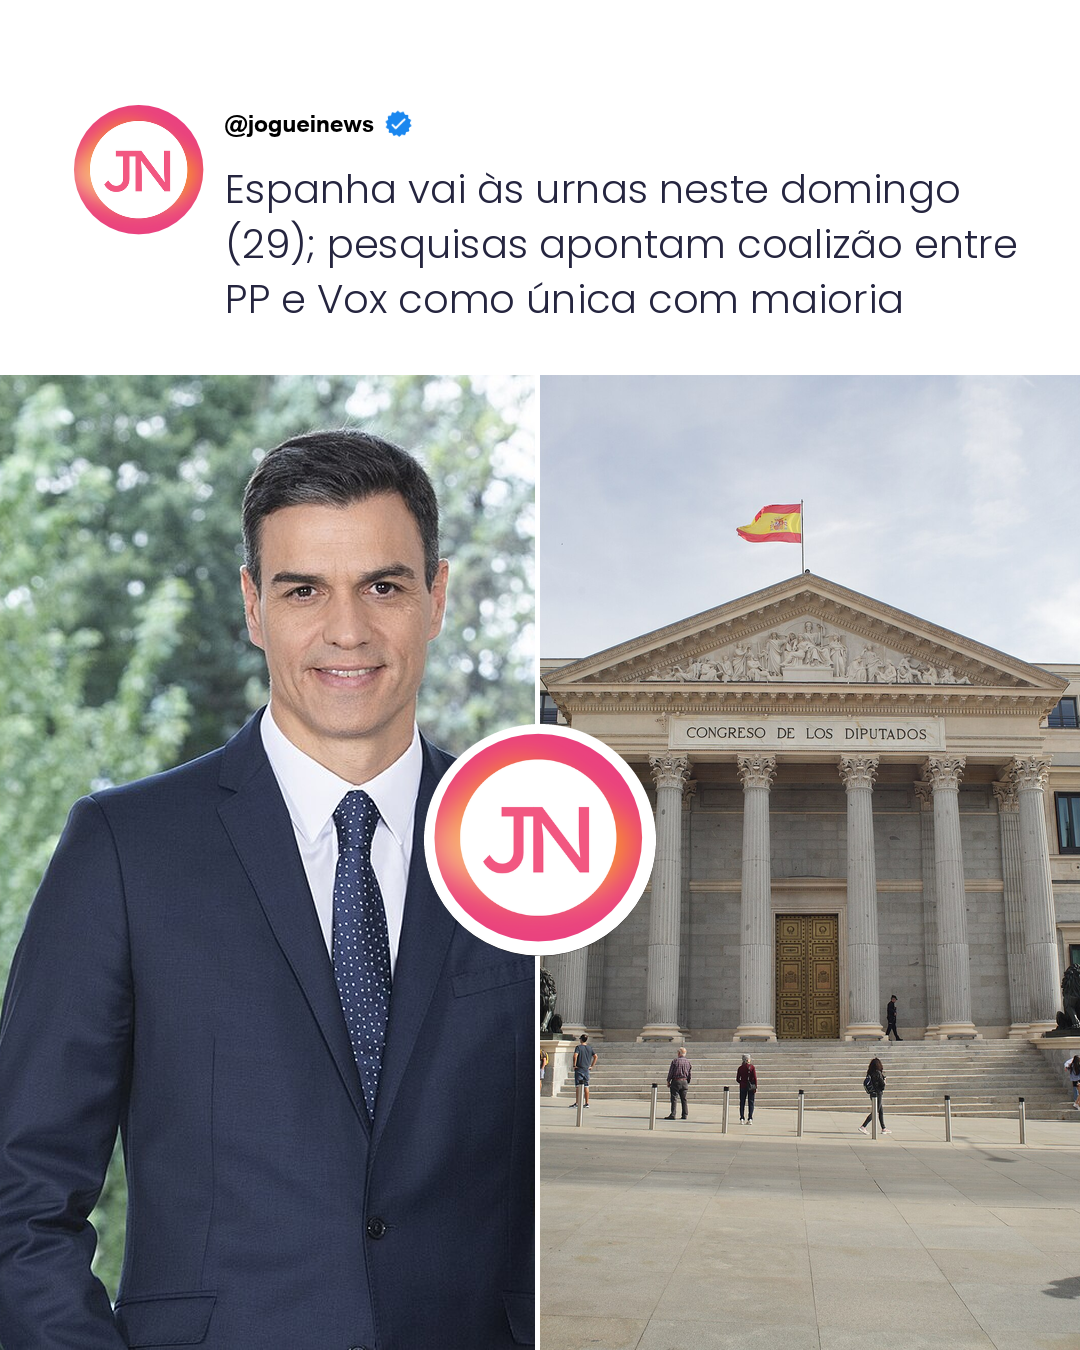 JN
@jogueinews
Espanha vai às urnas neste domingo
(29); pesquisas apontam coalizão entre
PP e Vox como única com maioria
CONGRESO DE LOS DIPUTADOS
JN